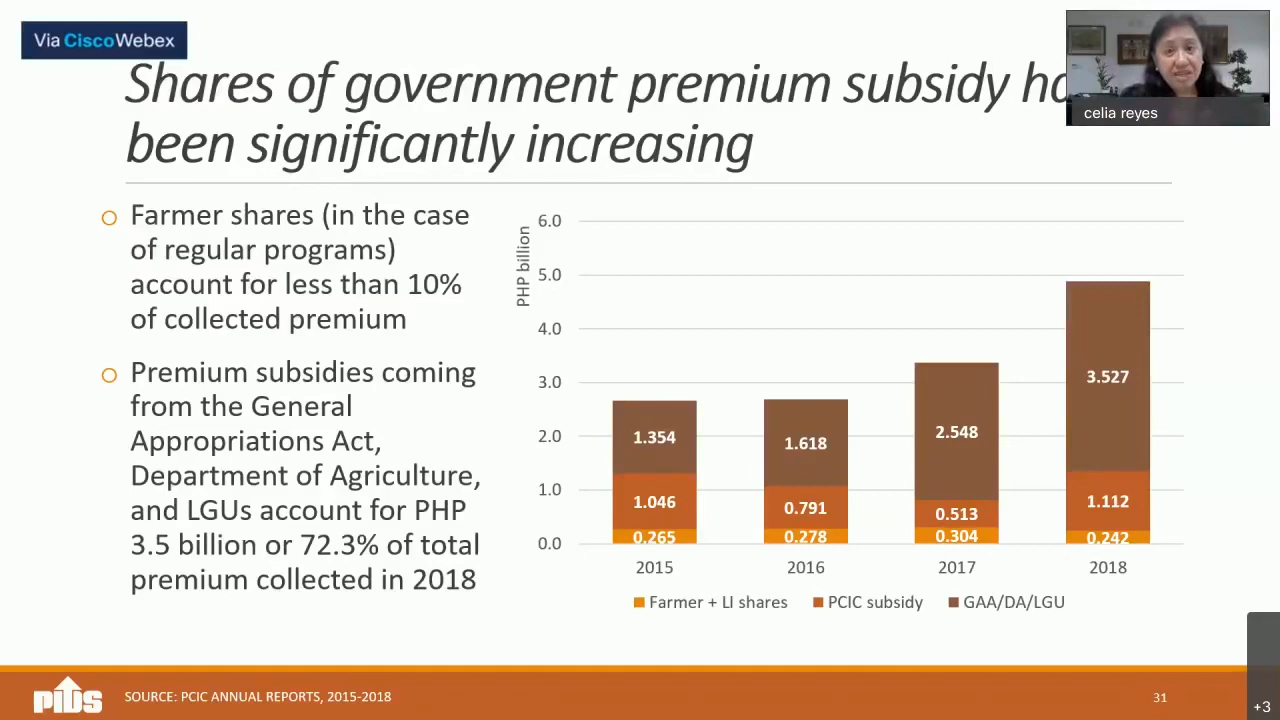 Via CiscoWebex
Shares of government premium subsidy
been significantly increasing
celia reyes
Farmer shares (in the case
of regular programs)
account for less than 10%
of collected premium
Premium subsidies coming
from the General
Appropriations Act,
Department of Agriculture,
and LGUs account for PHP
3.5 billion or 72.3% of total
premium collected in 2018
PHP billion
6.0
5.0
4.0
3.0
2.0
1.0
0.0
1.354
1.046
0.265
1.618
0.791
0.278
2.548
0.513
0.304
3.527
1.112
0.242
2015 2016 2017 2018
Farmer + LI shares PCIC subsidy GAA/DA/LGU
PIDS
SOURCE: PCIC ANNUAL REPORTS, 2015-2018
31
+3